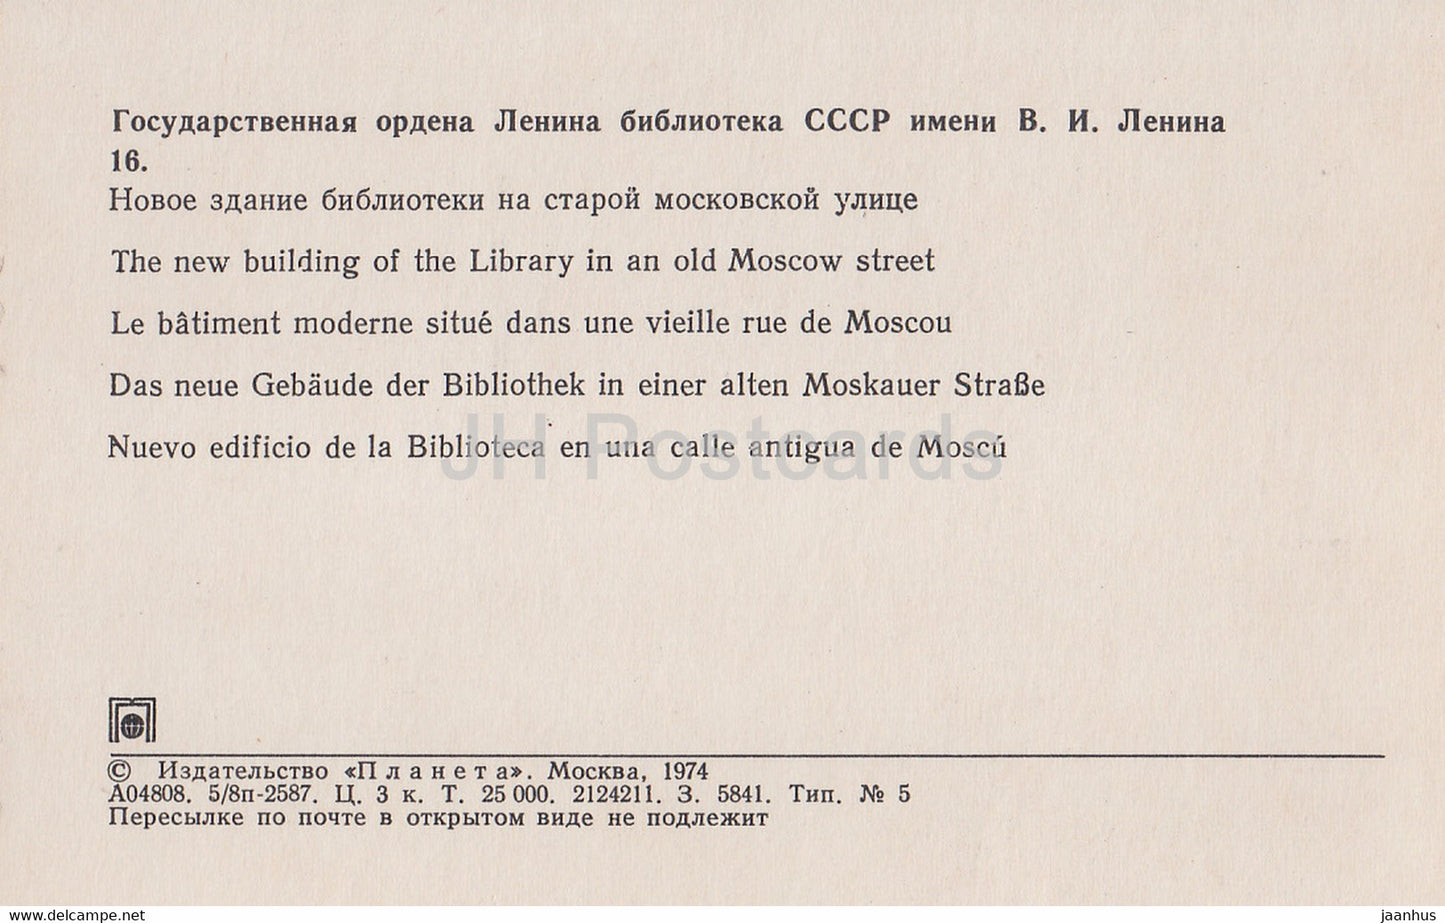 Государственная ордена Ленина библиотека СССР имени В. И. Ленина
16.
Новое здание библиотеки на старой московской улице
The new building of the Library in an old Moscow street
Le bâtiment moderne situé dans une vieille rue de Moscou
Das neue Gebäude der Bibliothek in einer alten Moskauer Straße
Nuevo edificio de la Biblioteca en una calle antigua de Moscú
JH Postcards
© Издательство «Планета». Москва, 1974
А04808. 5/8п-2587. Ц. 3 к. Т. 25 000. 2124211. З. 5841. Тип. № 5
Пересылке по почте в открытом виде не подлежит
www.delcampe.net
jaanhus